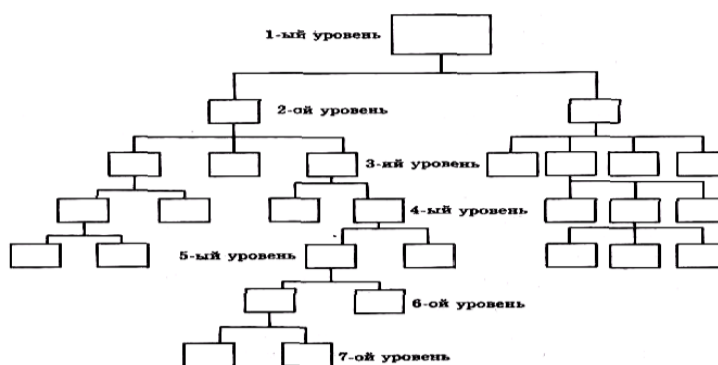 1-ый уровень
2-ой уровень
3-ий уровень
4-ый уровень
5-ый уровень
6-ой уровень
7-ой уровень